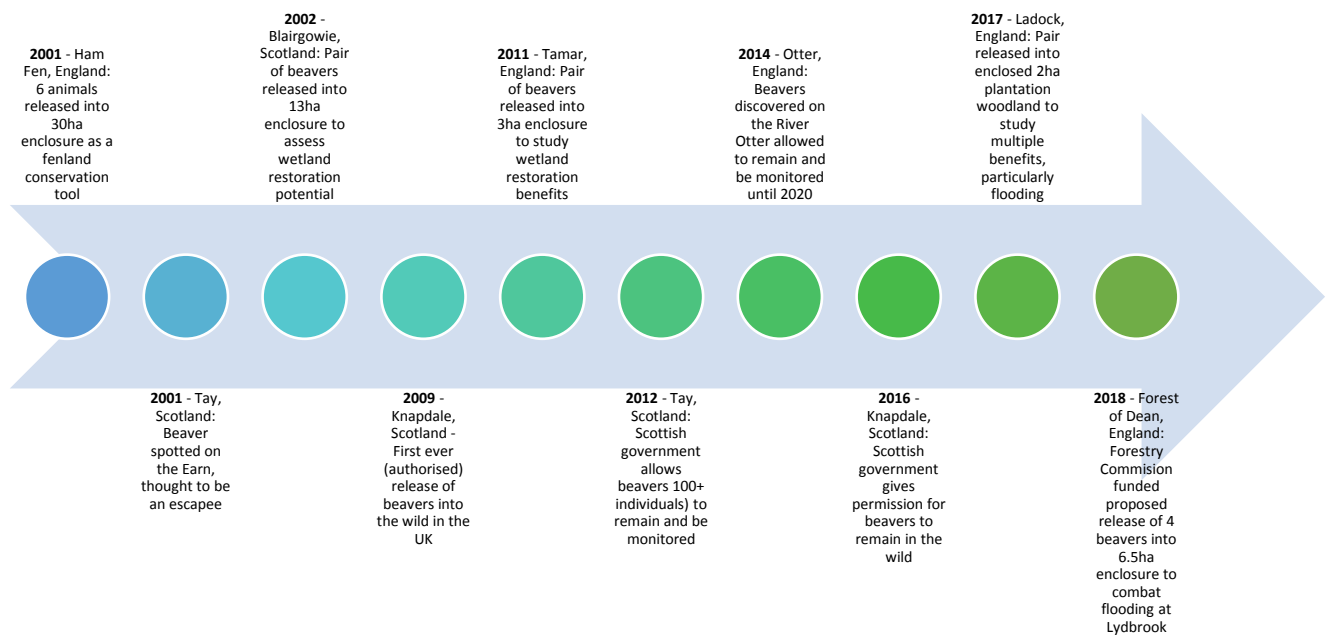 2001 - Ham
Fen, England:
6 animals
released into
30ha
enclosure as a
fenland
conservation
tool
2001 - Tay,
Scotland:
Beaver
spotted on
the Earn,
thought to be
an escapee
2002 -
Blairgowie,
Scotland: Pair
of beavers
released into
13ha
enclosure to
assess
wetland
restoration
potential
2009 -
Knapdale,
Scotland -
First ever
(authorised)
release of
beavers into
the wild in the
UK
2011 - Tamar,
England: Pair
of beavers
released into
3ha enclosure
to study
wetland
restoration
benefits
2012 - Tay,
Scotland:
Scottish
government
allows
beavers 100+
individuals) to
remain and be
monitored
2014 - Otter,
England:
Beavers
discovered on
the River
Otter allowed
to remain and
be monitored
until 2020
2016 -
Knapdale,
Scotland:
Scottish
government
gives
permission for
beavers to
remain in the
wild
2017 - Ladock,
England: Pair
released into
enclosed 2ha
plantation
woodland to
study
multiple
benefits,
particularly
flooding
2018 - Forest
of Dean,
England:
Forestry
Commision
funded
proposed
release of 4
beavers into
6.5ha
enclosure to
combat
flooding at
Lydbrook